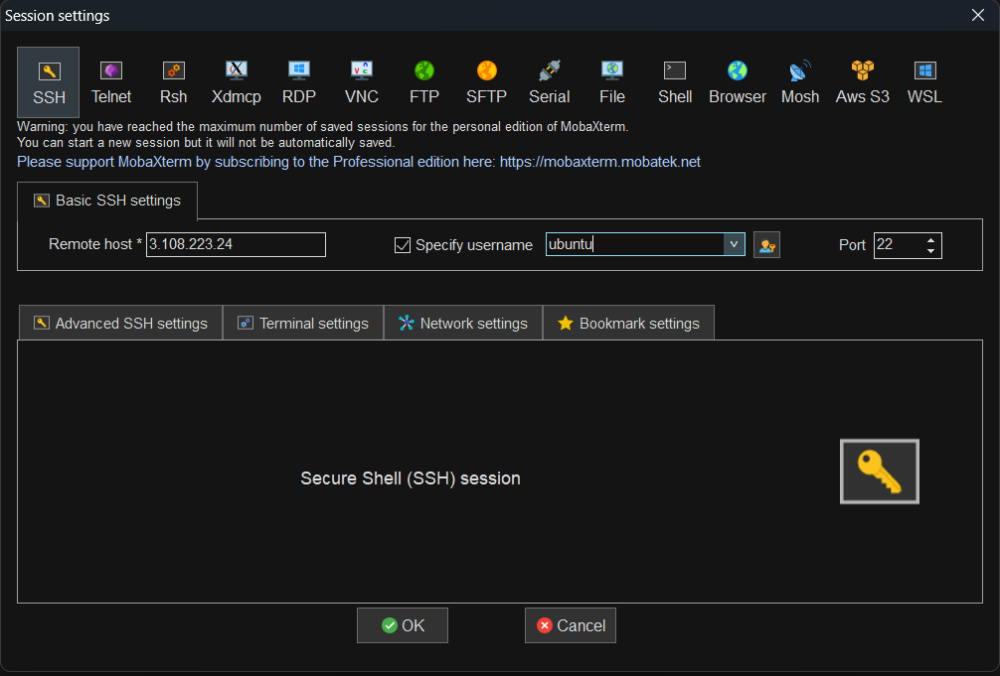 Session settings
SSH Telnet Rsh Xdmcp RDP VNC FTP SFTP Serial File Shell Browser Mosh Aws S3 WSL
Warning: you have reached the maximum number of saved sessions for the personal edition of MobaXterm.
You can start a new session but it will not be automatically saved.
Please support MobaXterm by subscribing to the Professional edition here: https://mobaxterm.mobatek.net
Basic SSH settings
Remote host * 3.108.223.24 Specify username ubuntu Port 22
Advanced SSH settings Terminal settings Network settings Bookmark settings
Secure Shell (SSH) session
OK Cancel